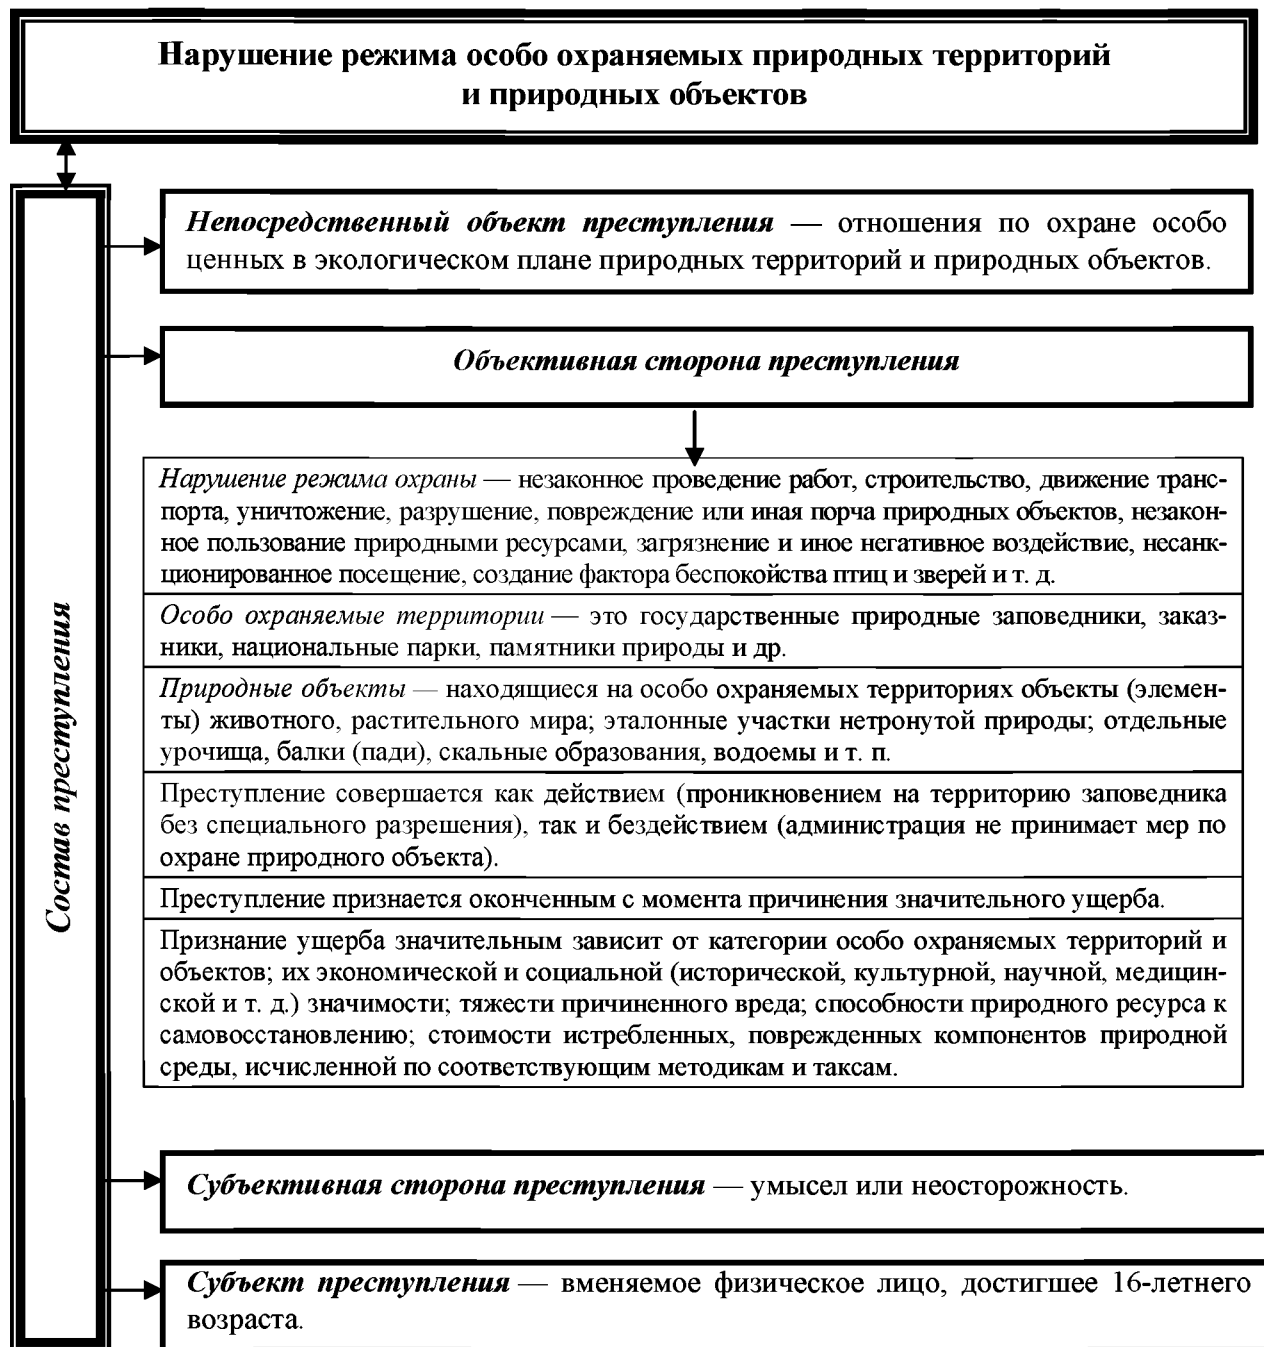 Нарушение режима особо охраняемых природных территорий
и природных объектов
Состав преступления
Непосредственный объект преступления — отношения по охране особо
ценных в экологическом плане природных территорий и природных объектов.
Объективная сторона преступления
Нарушение режима охраны — незаконное проведение работ, строительство, движение транс-
порта, уничтожение, разрушение, повреждение или иная порча природных объектов, незакон-
ное пользование природными ресурсами, загрязнение и иное негативное воздействие, несанк-
ционированное посещение, создание фактора беспокойства птиц и зверей и т. д.
Особо охраняемые территории — это государственные природные заповедники, заказ-
ники, национальные парки, памятники природы и др.
Природные объекты — находящиеся на особо охраняемых территориях объекты (элемен-
ты) животного, растительного мира; эталонные участки нетронутой природы; отдельные
урочища, балки (пади), скальные образования, водоемы и т. п.
Преступление совершается как действием (проникновением на территорию заповедника
без специального разрешения), так и бездействием (администрация не принимает мер по
охране природного объекта).
Преступление признается оконченным с момента причинения значительного ущерба.
Признание ущерба значительным зависит от категории особо охраняемых территорий и
объектов; их экономической и социальной (исторической, культурной, научной, медицин-
ской и т. д.) значимости; тяжести причиненного вреда; способности природного ресурса к
самовосстановлению; стоимости истребленных, поврежденных компонентов природной
среды, исчисленной по соответствующим методикам и таксам.
Субъективная сторона преступления — умысел или неосторожность.
Субъект преступления — вменяемое физическое лицо, достигшее 16-летнего
возраста.